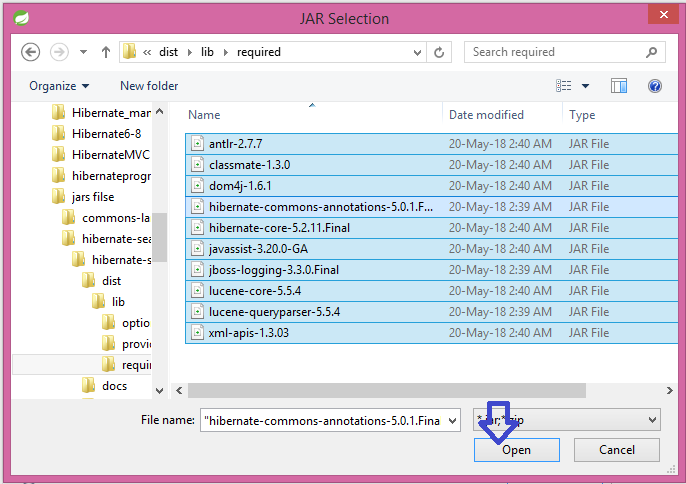 JAR Selection
« dist lib required
Search required
Organize New folder
Name Date modified Type
Hibernate_mar
Hibernate6-8
HibernateMVC
hibernateprogr
jars filse
commons-la
hibernate-sea
hibernate-s
dist
lib
optio
provid
requir
docs
antlr-2.7.7 20-May-18 2:40 AM JAR File
classmate-1.3.0 20-May-18 2:40 AM JAR File
dom4j-1.6.1 20-May-18 2:40 AM JAR File
hibernate-commons-annotations-5.0.1.F... 20-May-18 2:39 AM JAR File
hibernate-core-5.2.11.Final 20-May-18 2:40 AM JAR File
javassist-3.20.0-GA 20-May-18 2:40 AM JAR File
jboss-logging-3.3.0.Final 20-May-18 2:39 AM JAR File
lucene-core-5.5.4 20-May-18 2:40 AM JAR File
lucene-queryparser-5.5.4 20-May-18 2:39 AM JAR File
xml-apis-1.3.03 20-May-18 2:40 AM JAR File
File name: "hibernate-commons-annotations-5.0.1.Final
Open Cancel